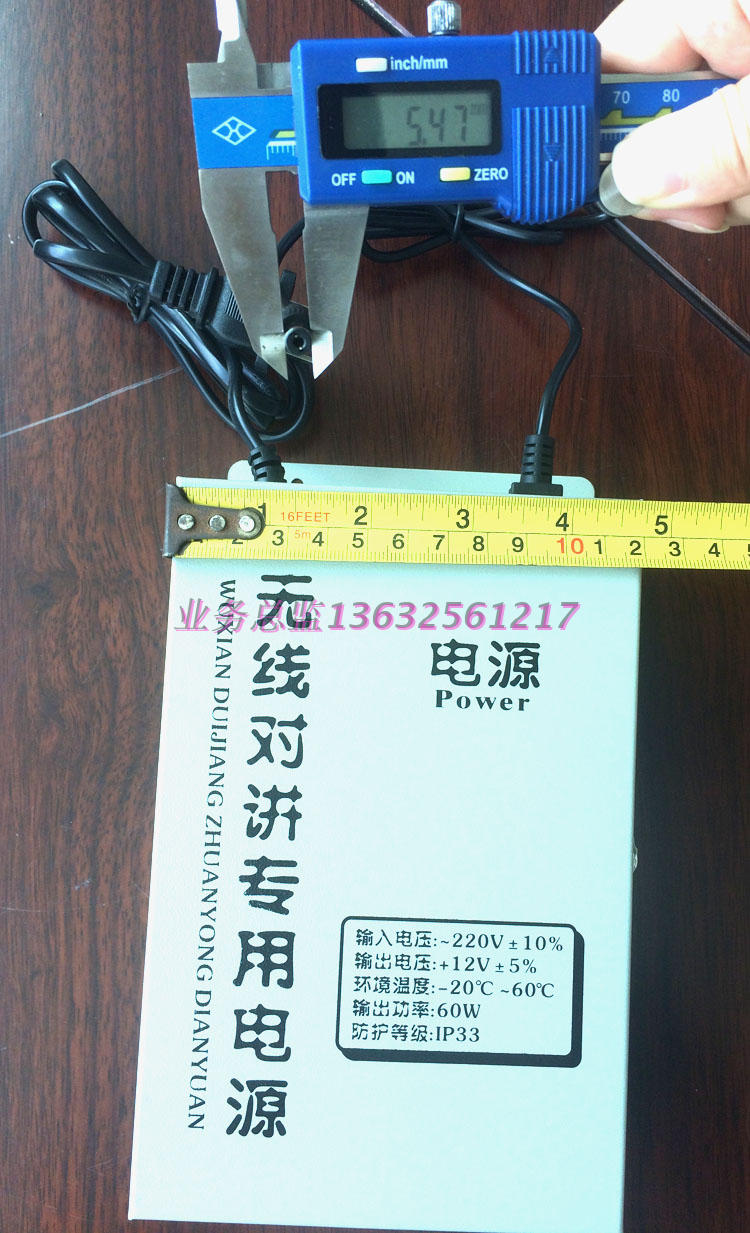 inch/mm
5.47
mm
OFF ON ZERO
70 80
1 2 3 4 5
16FEET
5m
2 3 4 5 6 7 8 9 10 1 2 3 4 5
业务总监13632561217
无线对讲专用电源
WUXIAN DUIJIANG ZHUANYONG DIANYUAN
电源
Power
输入电压:~220V±10%
输出电压:+12V±5%
环境温度:-20℃ ~60℃
输出功率:60W
防护等级:IP33